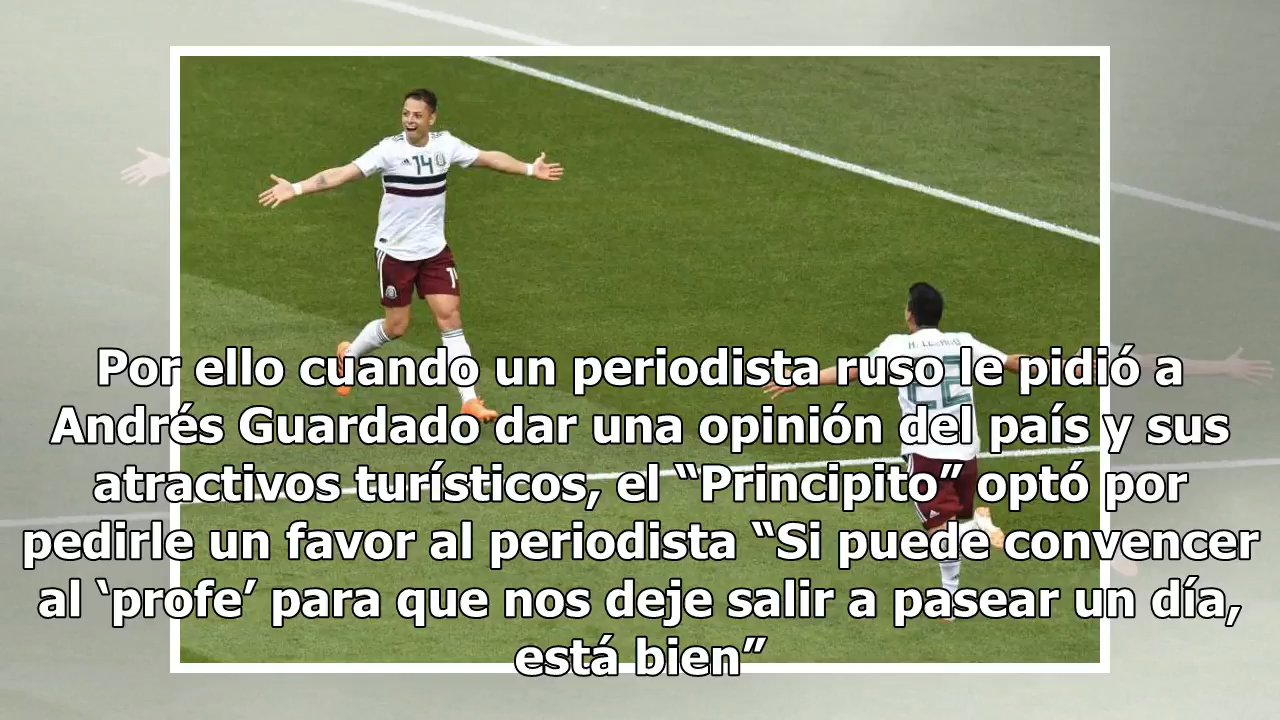 14
Por ello cuando un periodista ruso le pidió a
Andrés Guardado dar una opinión del país y sus
atractivos turísticos, el “Principito” optó por
pedirle un favor al periodista “Si puede convencer
al ‘profe’ para que nos deje salir a pasear un día,
está bien”